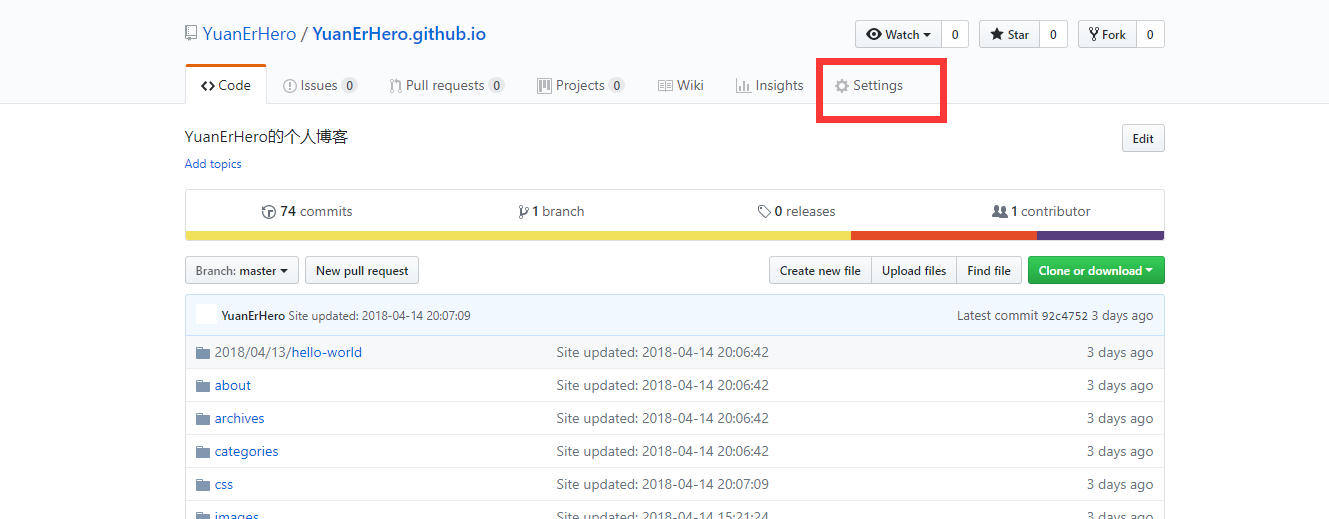 YuanErHero / YuanErHero.github.io Watch 0 Star 0 Fork 0
Code Issues 0 Pull requests 0 Projects 0 Wiki Insights Settings
YuanErHero的个人博客 Edit
Add topics
74 commits 1 branch 0 releases 1 contributor
Branch: master New pull request Create new file Upload files Find file Clone or download
YuanErHero Site updated: 2018-04-14 20:07:09 Latest commit 92c4752 3 days ago
2018/04/13/hello-world Site updated: 2018-04-14 20:06:42 3 days ago
about Site updated: 2018-04-14 20:06:42 3 days ago
archives Site updated: 2018-04-14 20:06:42 3 days ago
categories Site updated: 2018-04-14 20:06:42 3 days ago
css Site updated: 2018-04-14 20:07:09 3 days ago
images Site updated: 2018-04-14 15:21:24 3 days ago